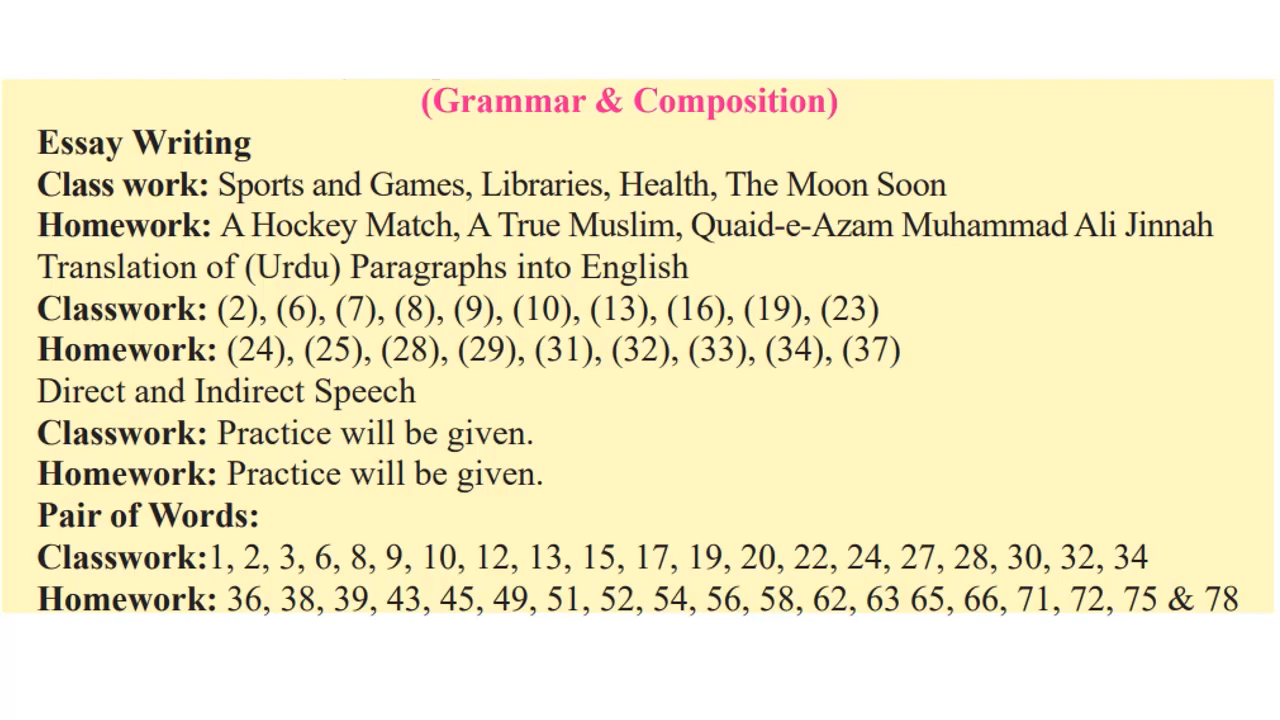 (Grammar & Composition)
Essay Writing
Class work: Sports and Games, Libraries, Health, The Moon Soon
Homework: A Hockey Match, A True Muslim, Quaid-e-Azam Muhammad Ali Jinnah
Translation of (Urdu) Paragraphs into English
Classwork: (2), (6), (7), (8), (9), (10), (13), (16), (19), (23)
Homework: (24), (25), (28), (29), (31), (32), (33), (34), (37)
Direct and Indirect Speech
Classwork: Practice will be given.
Homework: Practice will be given.
Pair of Words:
Classwork:1, 2, 3, 6, 8, 9, 10, 12, 13, 15, 17, 19, 20, 22, 24, 27, 28, 30, 32, 34
Homework: 36, 38, 39, 43, 45, 49, 51, 52, 54, 56, 58, 62, 63 65, 66, 71, 72, 75 & 78